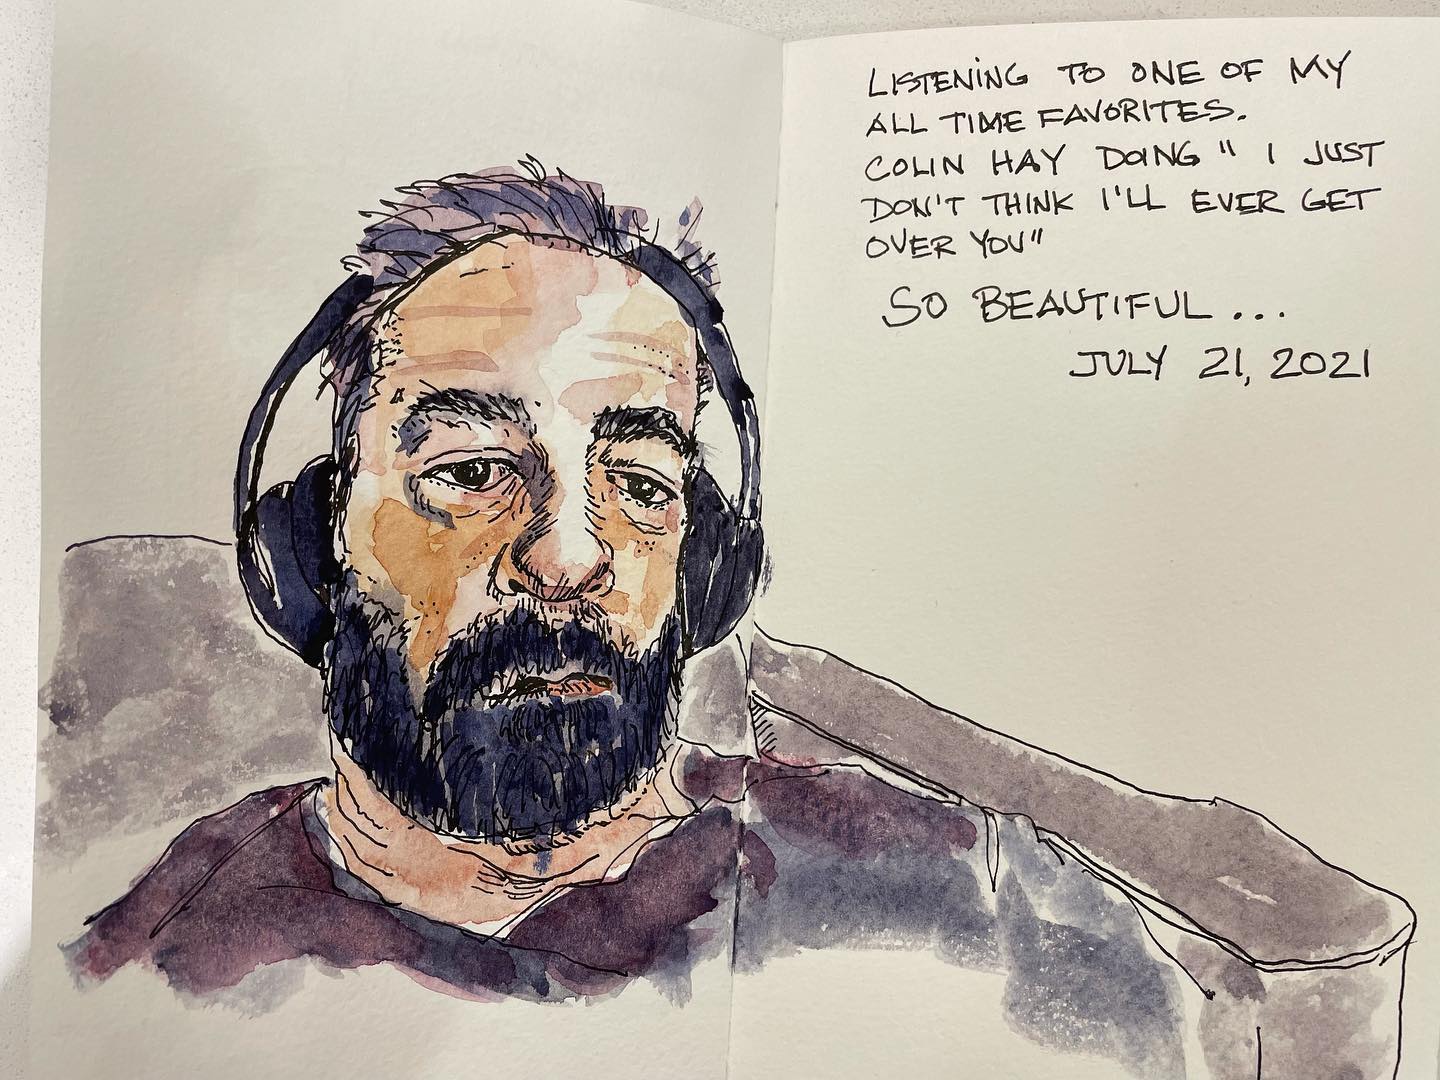 LISTENING TO ONE OF MY
ALL TIME FAVORITES.
COLIN HAY DOING " I JUST
DON'T THINK I'LL EVER GET
OVER YOU"
SO BEAUTIFUL...
JULY 21, 2021